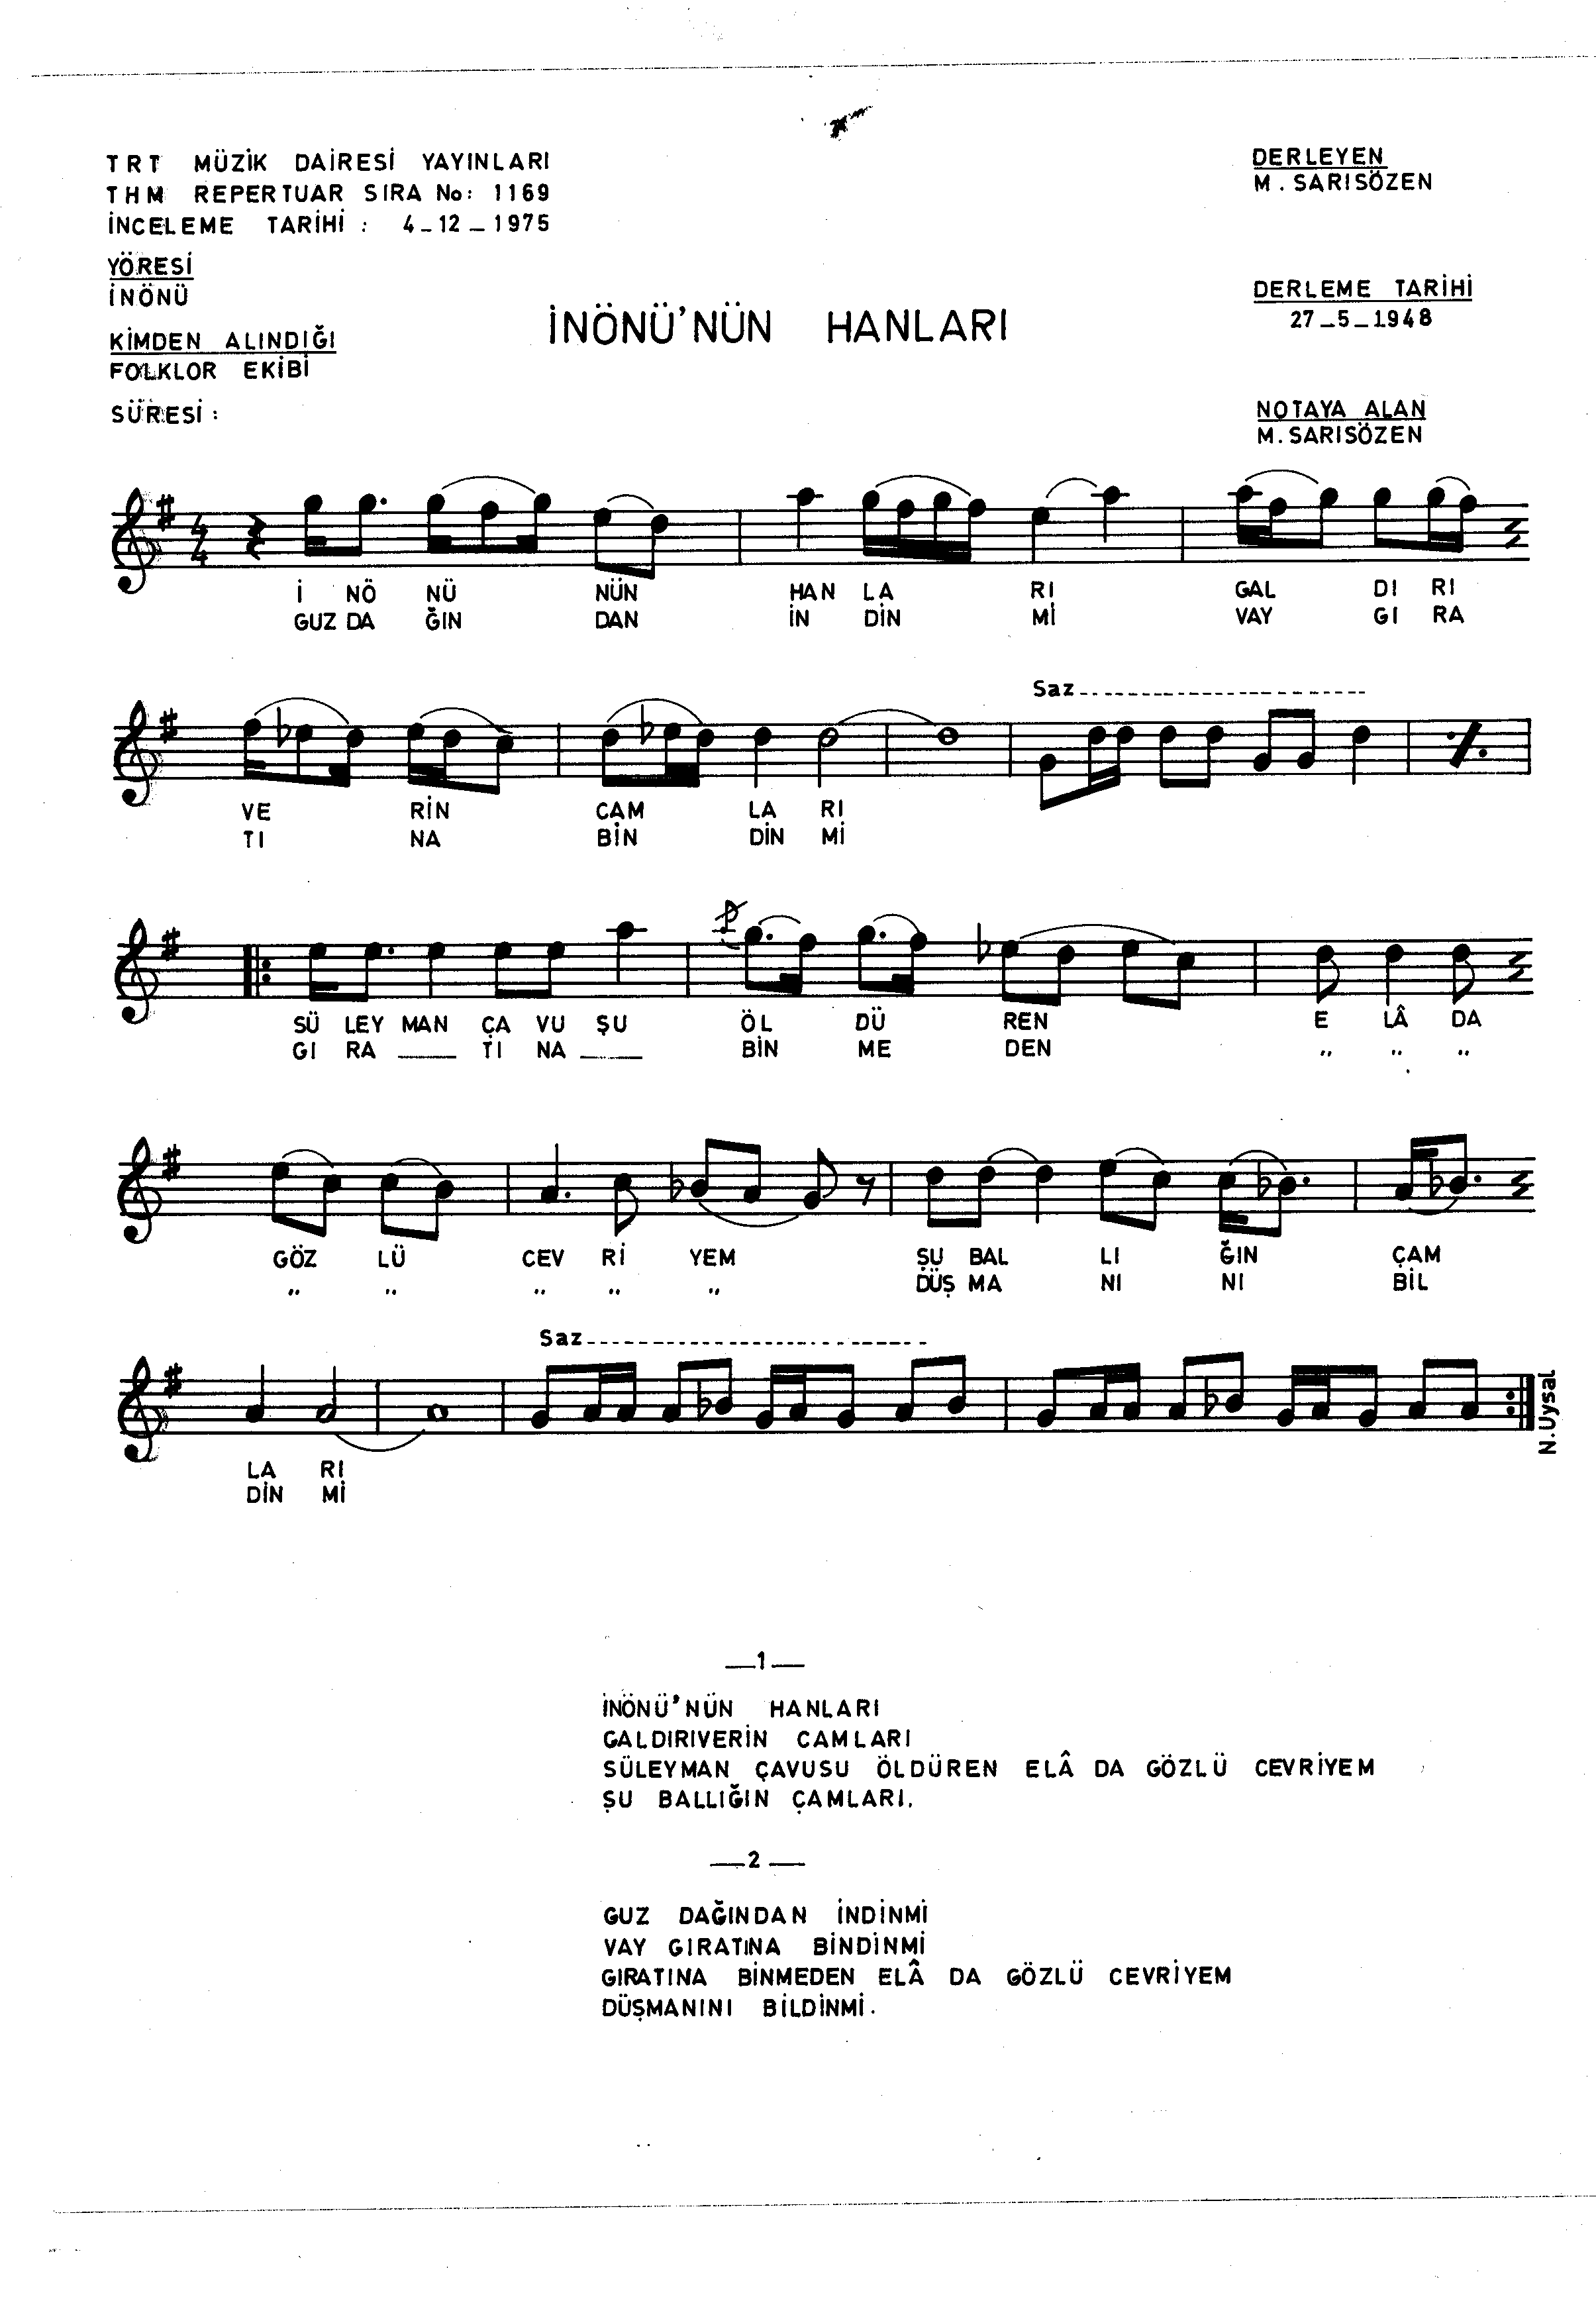 TRT MÜZİK DAİRESİ YAYINLARI
THM REPERTUAR SIRA No: 1169
İNCELEME TARİHİ : 4_12_1975
DERLEYEN
M. SARISÖZEN
YÖRESİ
İNÖNÜ
DERLEME TARİHİ
27_5_1948
İNÖNÜ'NÜN HANLARI
KİMDEN ALINDIĞI
FOLKLOR EKİBİ
SÜRESİ :
NOTAYA ALAN
M. SARISÖZEN
4
4
İ NÖ NÜ NÜN HAN LA RI GAL DI RI
GUZ DA ĞIN DAN İN DİN Mİ VAY GI RA
Saz
VE RİN CAM LA RI
TI NA BİN DİN Mİ
SÜ LEY MAN ÇA VU ŞU ÖL DÜ REN E LÂ DA
GI RA ___ TI NA ___ BİN ME DEN ,, ,, ,,
GÖZ LÜ CEV Rİ YEM ŞU BAL LI ĞIN ÇAM
,, ,, ,, ,, ,, DÜŞ MA NI NI BİL
Saz
N.Uysal.
LA RI
DİN Mİ
—1—
İNÖNÜ'NÜN HANLARI
GALDIRIVERİN CAMLARI
SÜLEYMAN ÇAVUSU ÖLDÜREN ELÂ DA GÖZLÜ CEVRİYEM
ŞU BALLIĞIN ÇAMLARI.
—2—
GUZ DAĞINDAN İNDİNMİ
VAY GIRATINA BİNDİNMİ
GIRATINA BİNMEDEN ELÂ DA GÖZLÜ CEVRİYEM
DÜŞMANINI BİLDİNMİ.